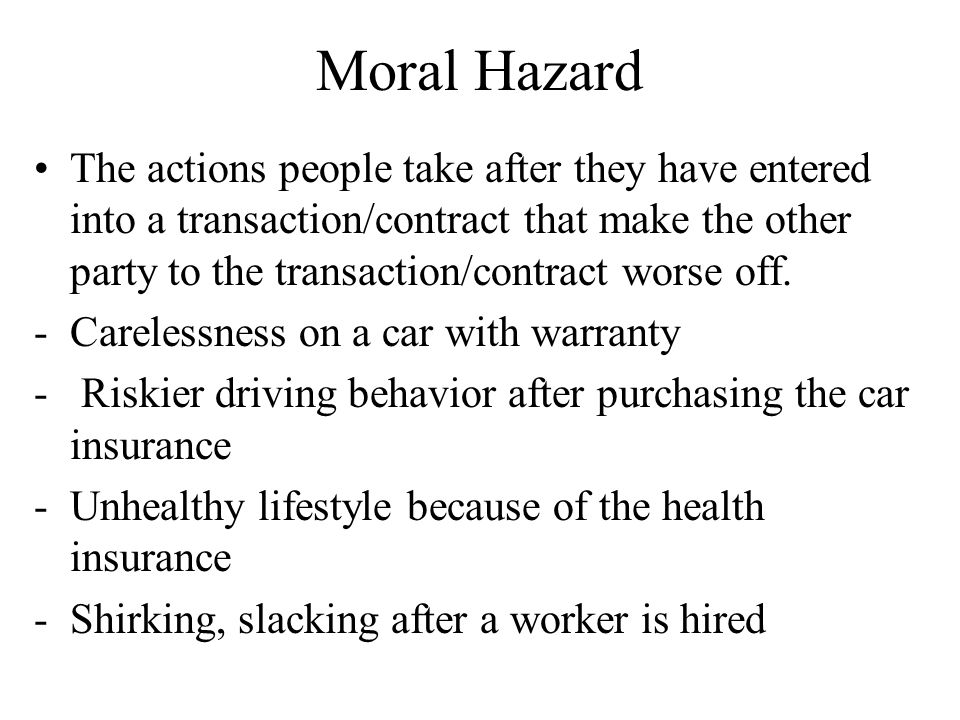 Moral Hazard
• The actions people take after they have entered
into a transaction/contract that make the other
party to the transaction/contract worse off.
- Carelessness on a car with warranty
- Riskier driving behavior after purchasing the car
insurance
- Unhealthy lifestyle because of the health
insurance
- Shirking, slacking after a worker is hired